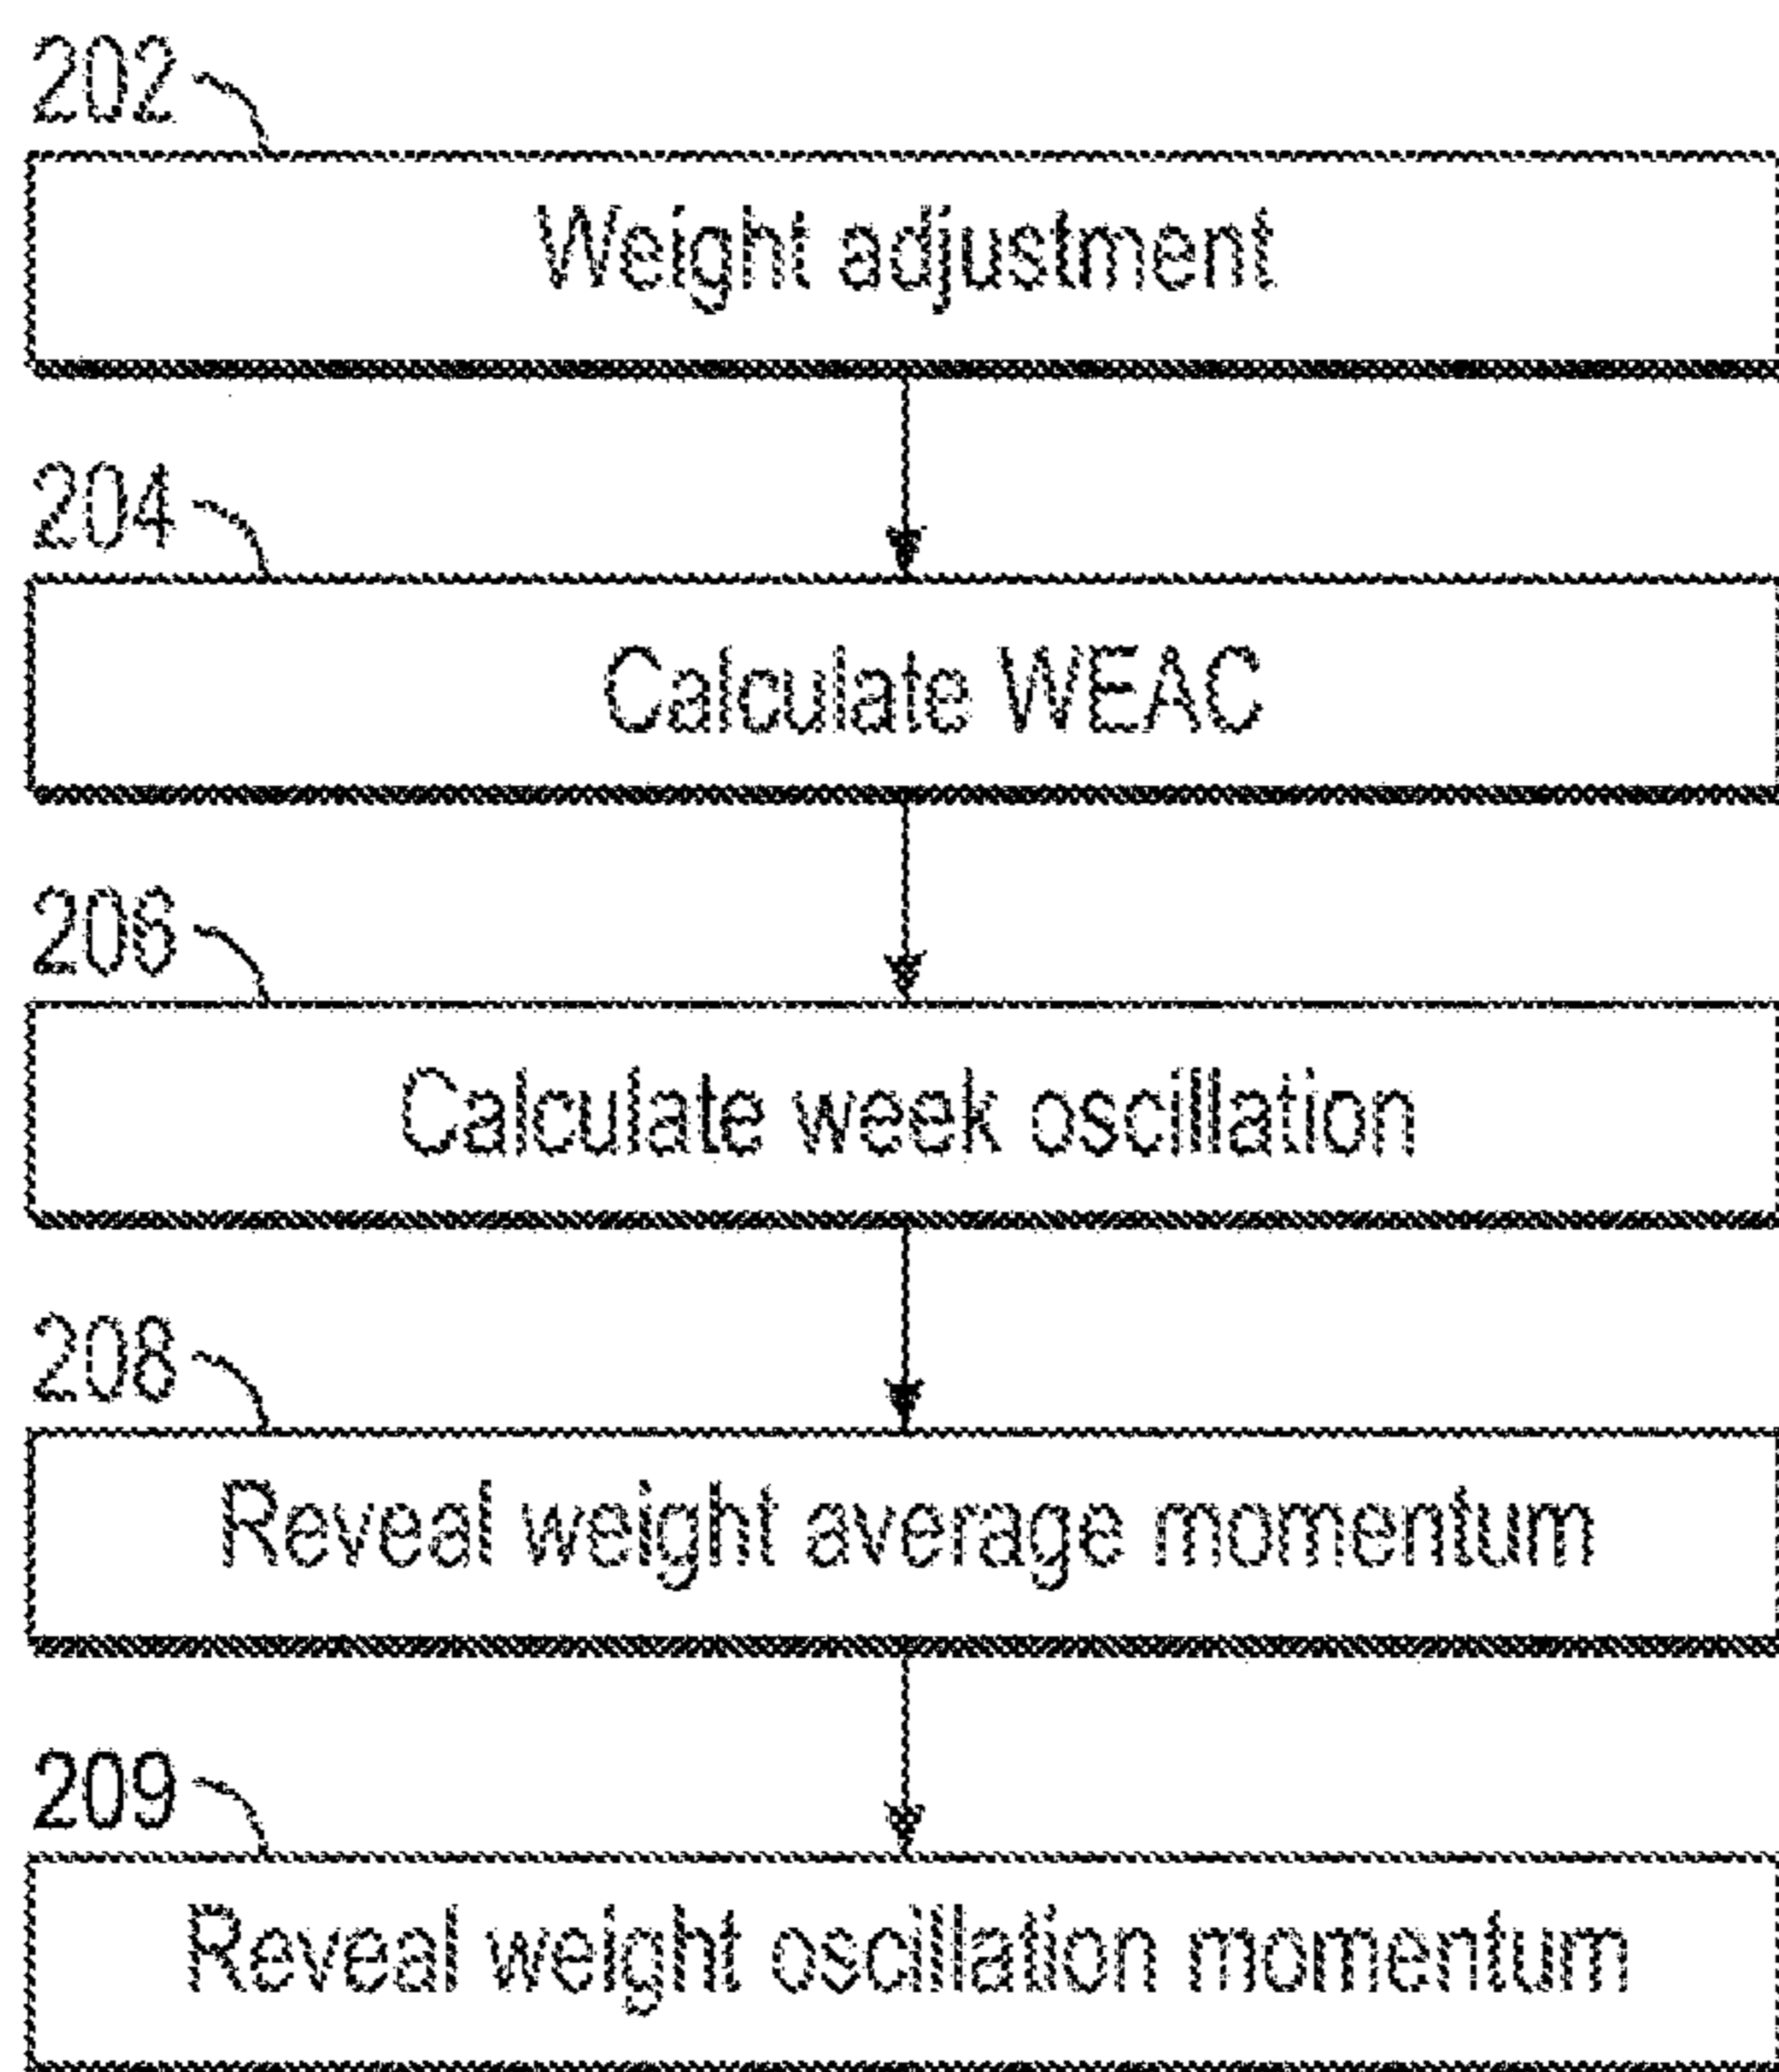 202
Weight adjustment
204
Calculate WEAC
206
Calculate week oscillation
208
Reveal weight average momentum
209
Reveal weight oscillation momentum